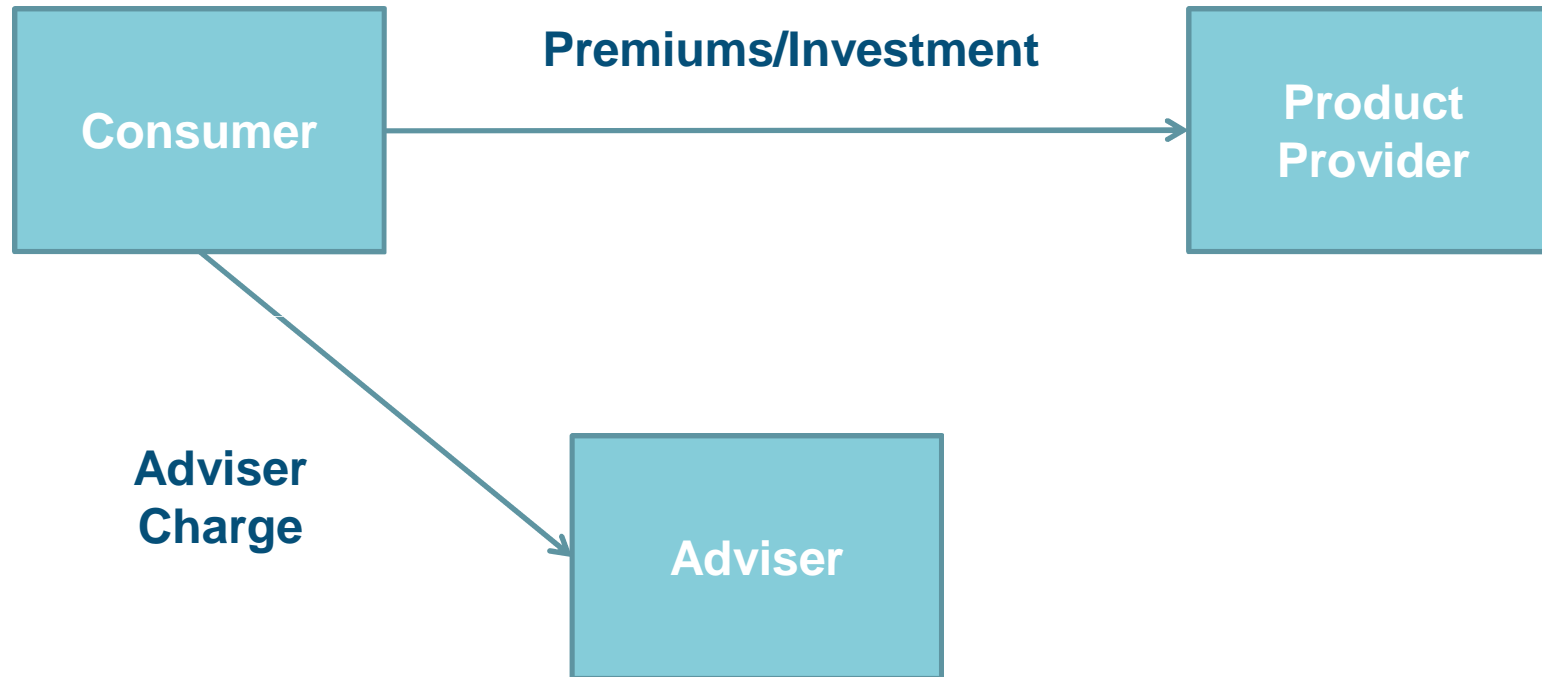 Premiums/Investment
Consumer
Product
Provider
Adviser
Charge
Adviser